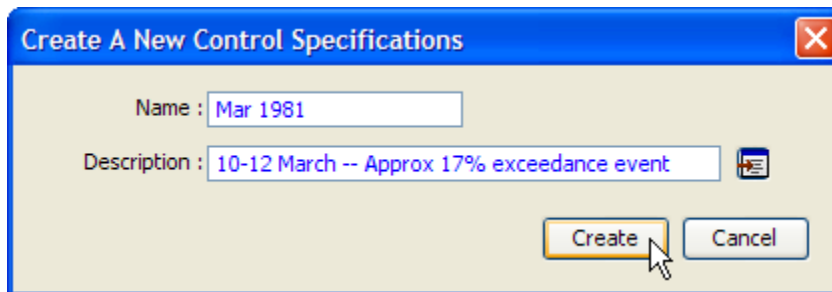 Create A New Control Specifications
Name : Mar 1981
Description : 10-12 March -- Approx 17% exceedance event
Create Cancel